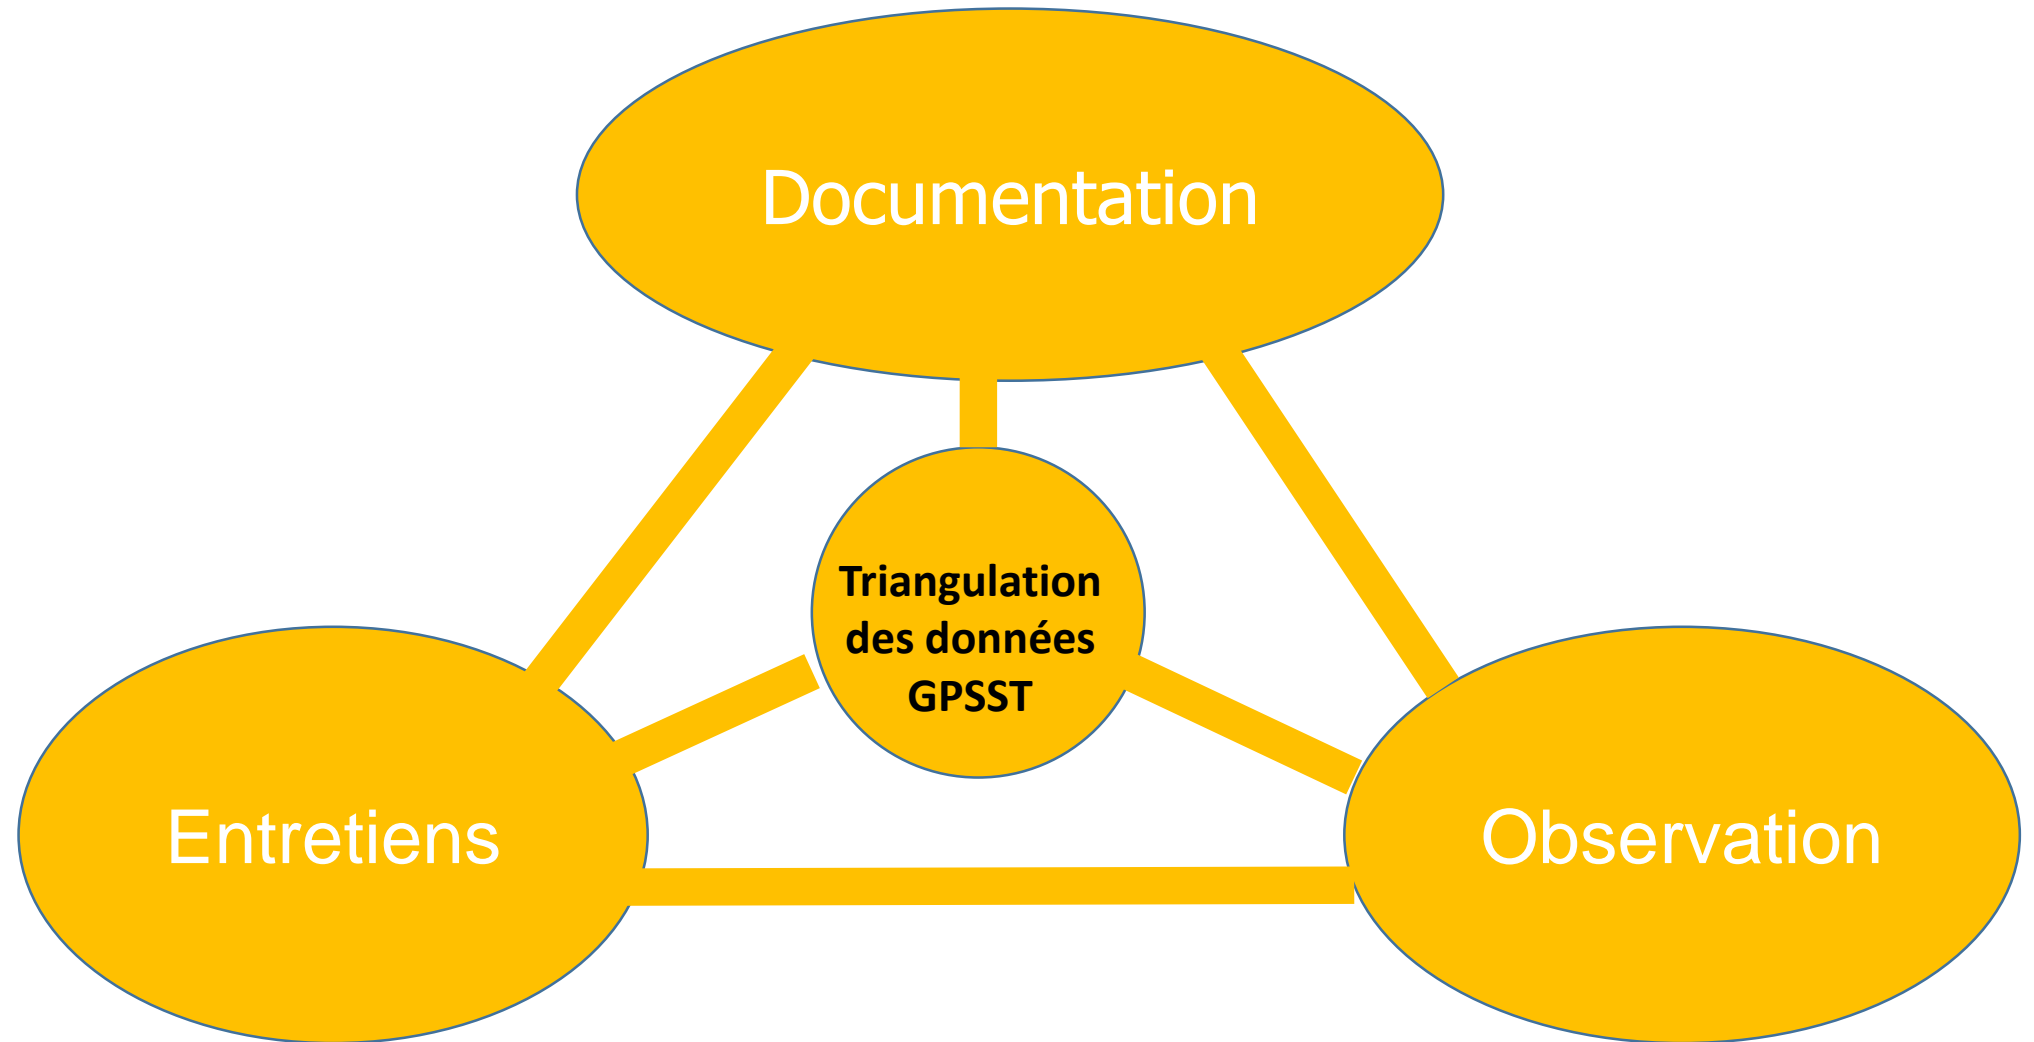 Documentation
Triangulation
des données
GPSST
Entretiens
Observation